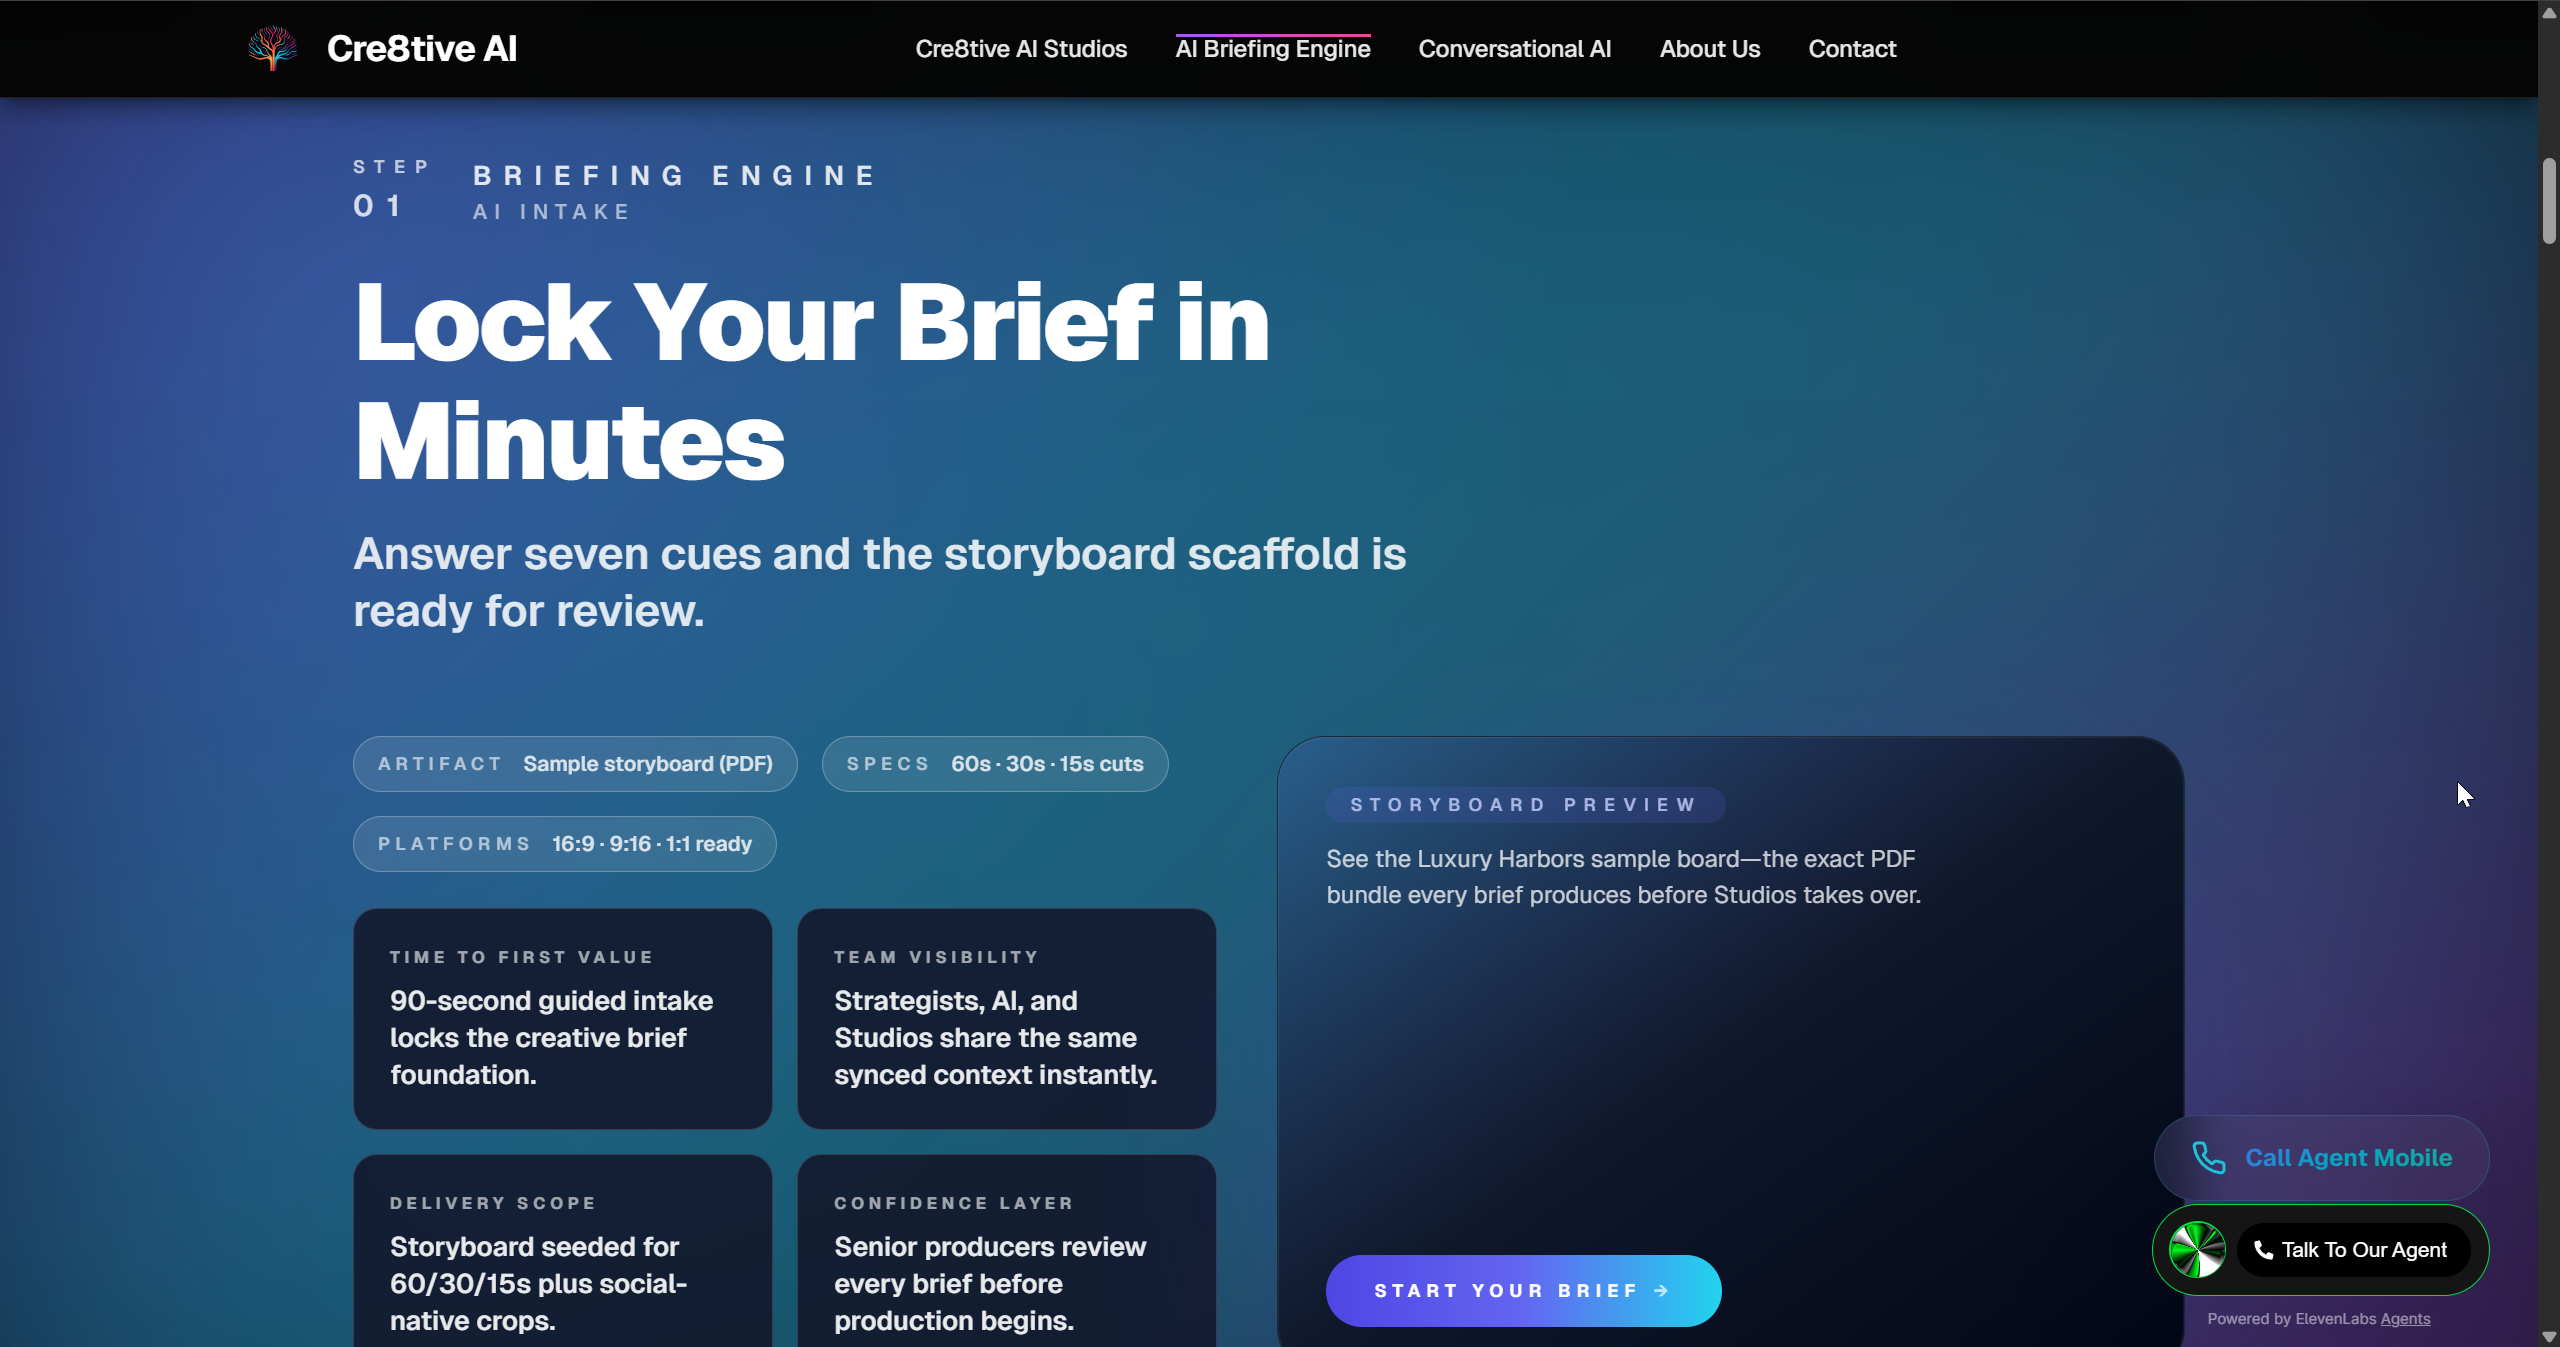 Cre8tive AI
Cre8tive AI Studios
AI Briefing Engine
Conversational AI
About Us
Contact
STEP
01
BRIEFING ENGINE
AI INTAKE
Lock Your Brief in
Minutes
Answer seven cues and the storyboard scaffold is
ready for review.
ARTIFACT Sample storyboard (PDF)
SPECS 60s · 30s · 15s cuts
PLATFORMS 16:9 · 9:16 · 1:1 ready
TIME TO FIRST VALUE
90-second guided intake
locks the creative brief
foundation.
TEAM VISIBILITY
Strategists, AI, and
Studios share the same
synced context instantly.
DELIVERY SCOPE
Storyboard seeded for
60/30/15s plus social-
native crops.
CONFIDENCE LAYER
Senior producers review
every brief before
production begins.
STORYBOARD PREVIEW
See the Luxury Harbors sample board—the exact PDF
bundle every brief produces before Studios takes over.
START YOUR BRIEF →
Call Agent Mobile
Talk To Our Agent
Powered by ElevenLabs Agents